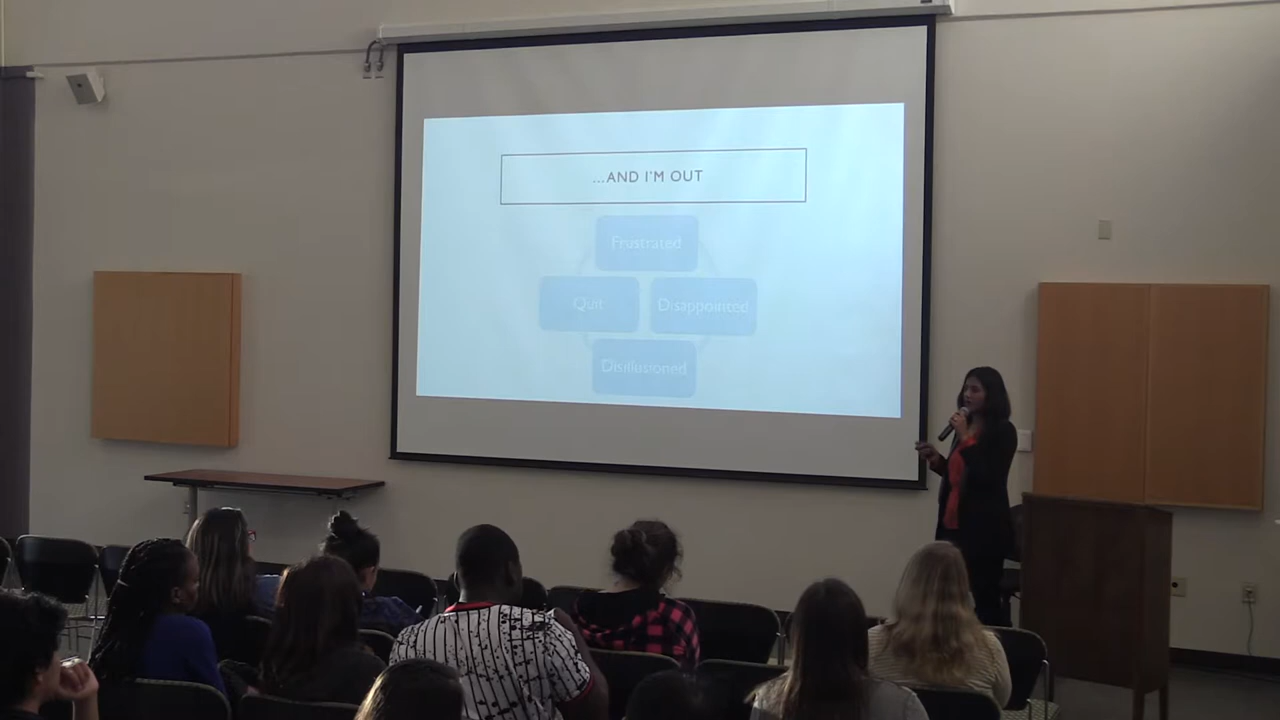 ...AND I'M OUT
Frustrated
Quit
Disappointed
Disillusioned